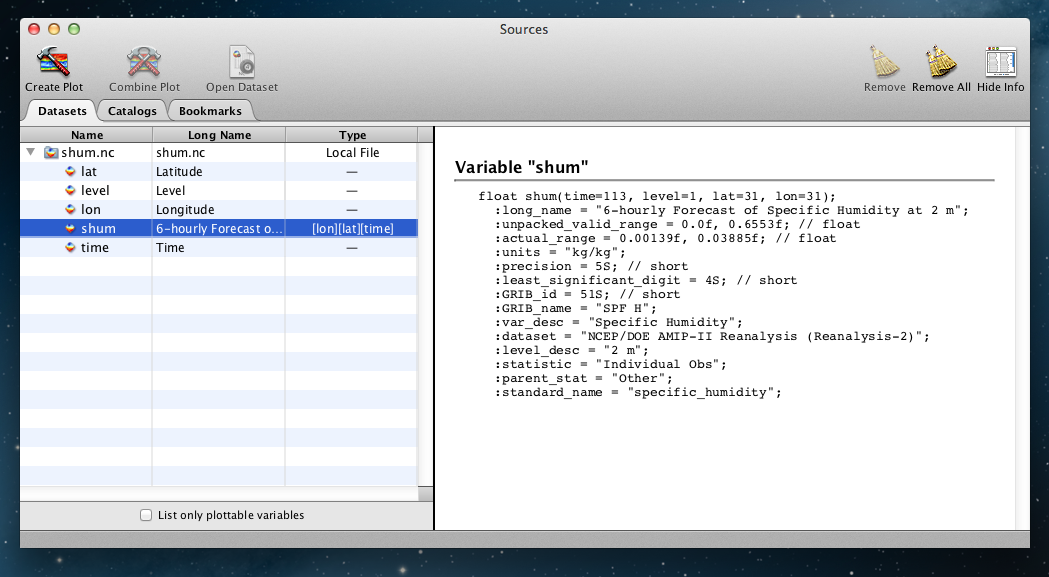 Sources
Create Plot
Combine Plot
Open Dataset
Remove
Remove All
Hide Info
Datasets
Catalogs
Bookmarks
Name Long Name Type
shum.nc shum.nc Local File
lat Latitude —
level Level —
lon Longitude —
shum 6-hourly Forecast o... [lon][lat][time]
time Time —
List only plottable variables
Variable "shum"
float shum(time=113, level=1, lat=31, lon=31);
:long_name = "6-hourly Forecast of Specific Humidity at 2 m";
:unpacked_valid_range = 0.0f, 0.6553f; // float
:actual_range = 0.00139f, 0.03885f; // float
:units = "kg/kg";
:precision = 5S; // short
:least_significant_digit = 4S; // short
:GRIB_id = 51S; // short
:GRIB_name = "SPF H";
:var_desc = "Specific Humidity";
:dataset = "NCEP/DOE AMIP-II Reanalysis (Reanalysis-2)";
:level_desc = "2 m";
:statistic = "Individual Obs";
:parent_stat = "Other";
:standard_name = "specific_humidity";